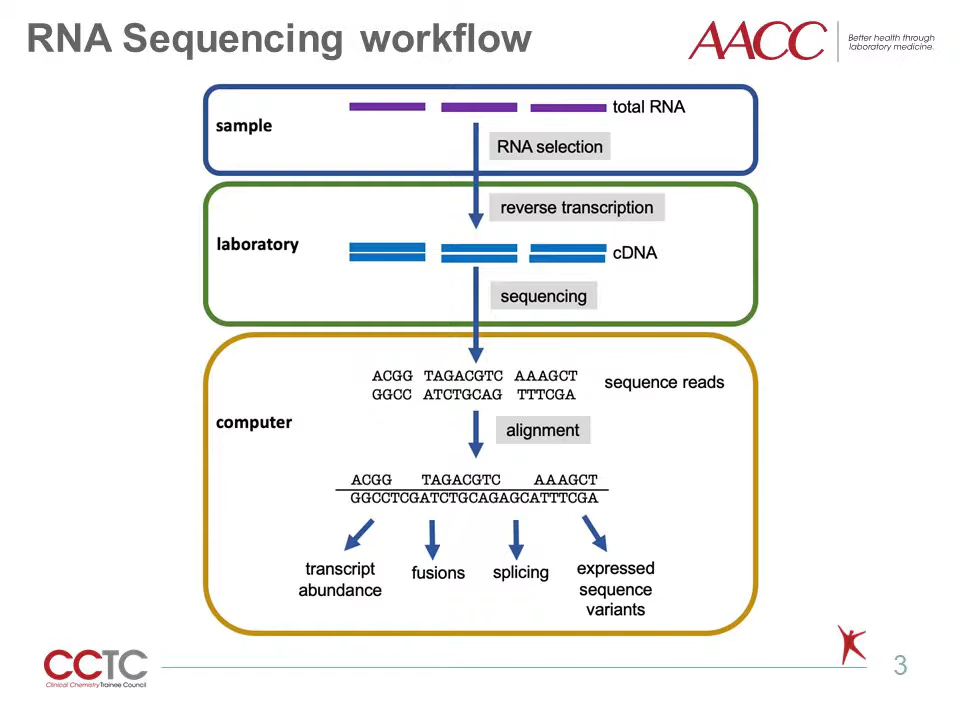 RNA Sequencing workflow
AACC
Better health through
laboratory medicine.
sample
total RNA
RNA selection
reverse transcription
laboratory
cDNA
sequencing
ACGG TAGACGTC AAAGCT
GGCC ATCTGCAG TTTCGA
sequence reads
computer
alignment
ACGG TAGACGTC AAAGCT
GGCCTCGATCTGCAGAGCATTTCGA
transcript
abundance
fusions
splicing
expressed
sequence
variants
CCTC
Clinical Chemistry Trainee Council
3